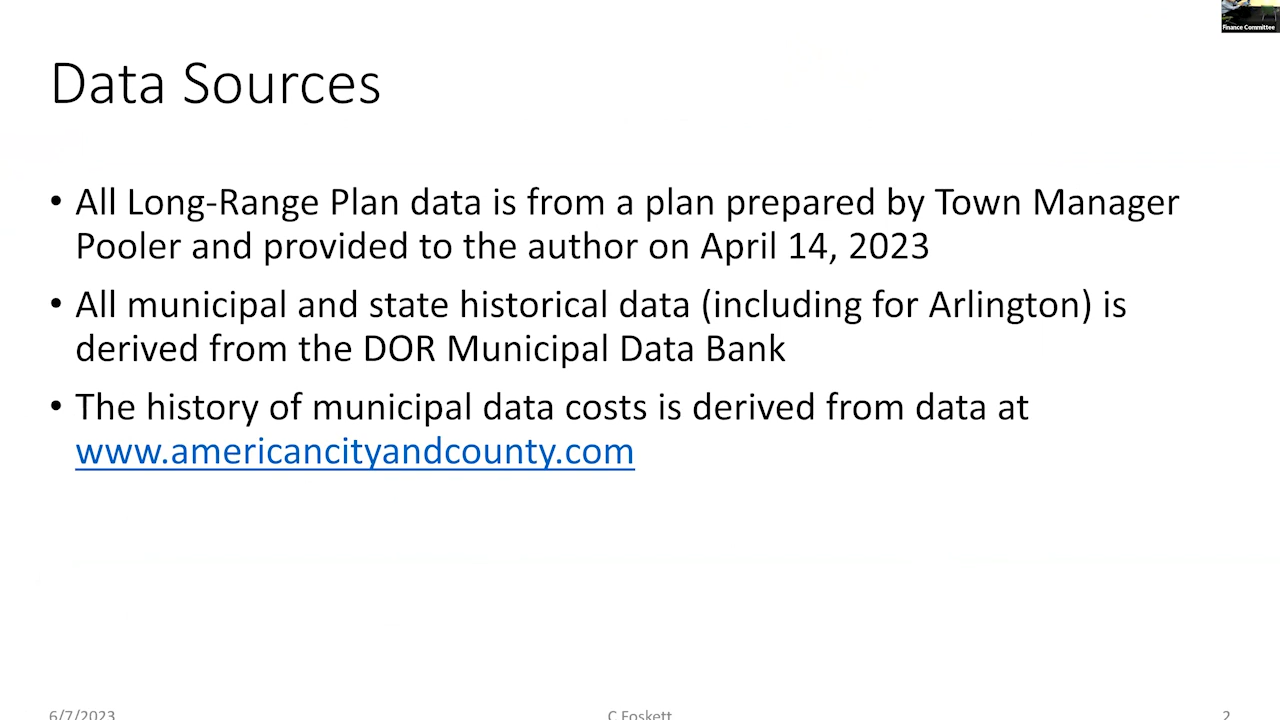 Finance Committee
Data Sources
• All Long-Range Plan data is from a plan prepared by Town Manager
Pooler and provided to the author on April 14, 2023
• All municipal and state historical data (including for Arlington) is
derived from the DOR Municipal Data Bank
• The history of municipal data costs is derived from data at
www.americancityandcounty.com
6/7/2023
C Foskett
2